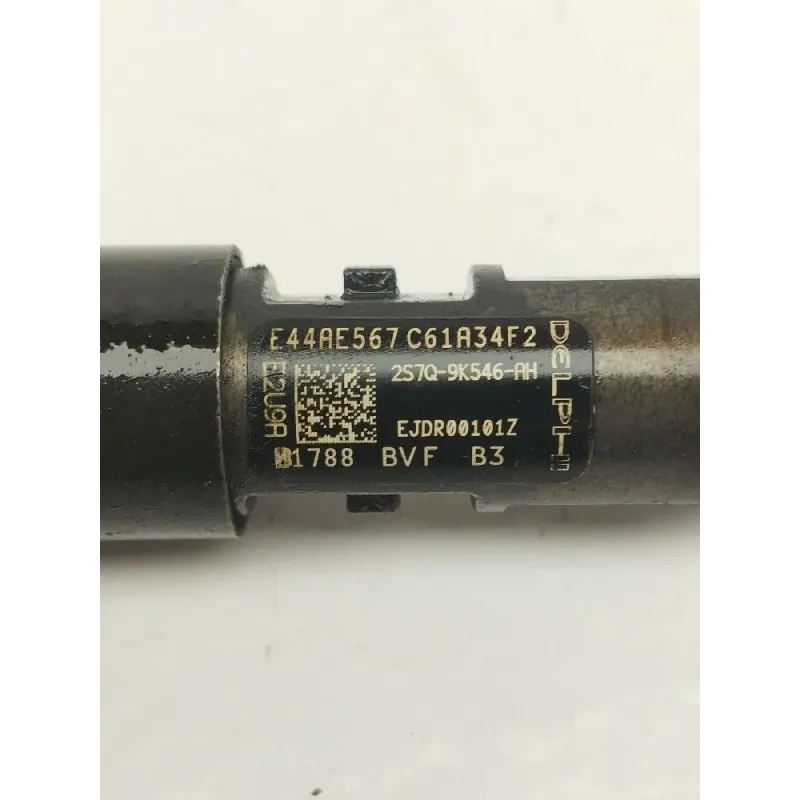 E44AE567 C61A34F2
2S7Q-9K546-AH
EJDR00101Z
1788 BVF B3
E2U9A
DELPHI